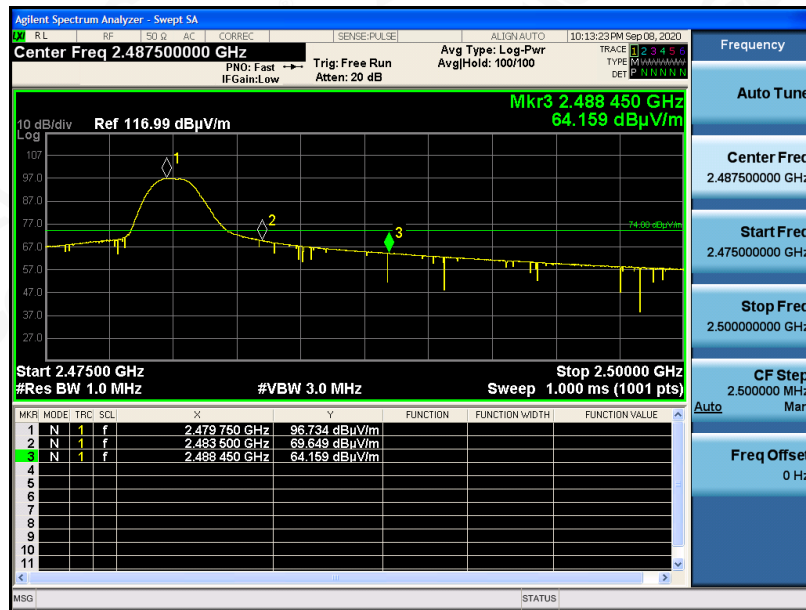 Agilent Spectrum Analyzer - Swept SA
LXI RL RF 50 Ω AC CORREC SENSE:PULSE ALIGN AUTO 10:13:23 PM Sep 08, 2020
Center Freq 2.487500000 GHz
PNO: Fast
IFGain:Low
Trig: Free Run
Atten: 20 dB
Avg Type: Log-Pwr
Avg|Hold: 100/100
TRACE 1 2 3 4 5 6
TYPE M
DET P N N N N N
Mkr3 2.488 450 GHz
64.159 dBµV/m
10 dB/div Ref 116.99 dBµV/m
Log
107
97.0
87.0
77.0
67.0
57.0
47.0
37.0
27.0
1
2
3
74.00 dBµV/m
Start 2.47500 GHz Stop 2.50000 GHz
#Res BW 1.0 MHz #VBW 3.0 MHz Sweep 1.000 ms (1001 pts)
MKR MODE TRC SCL X Y FUNCTION FUNCTION WIDTH FUNCTION VALUE
1 N 1 f 2.479 750 GHz 96.734 dBµV/m
2 N 1 f 2.483 500 GHz 69.649 dBµV/m
3 N 1 f 2.488 450 GHz 64.159 dBµV/m
4
5
6
7
8
9
10
11
MSG STATUS
Frequency
Auto Tune
Center Freq
2.487500000 GHz
Start Freq
2.475000000 GHz
Stop Freq
2.500000000 GHz
CF Step
2.500000 MHz
Auto Man
Freq Offset
0 Hz